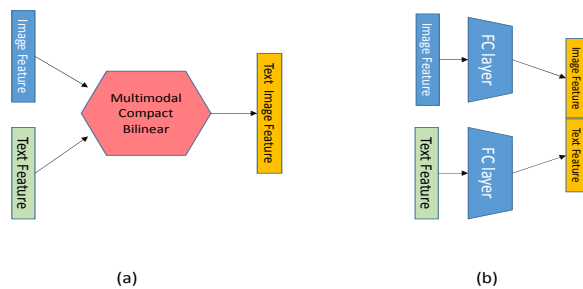 Image Feature
Text Feature
Multimodal
Compact
Bilinear
Text Image Feature
(a)
Image Feature
FC layer
Image Feature
Text Feature
FC layer
Text Feature
(b)